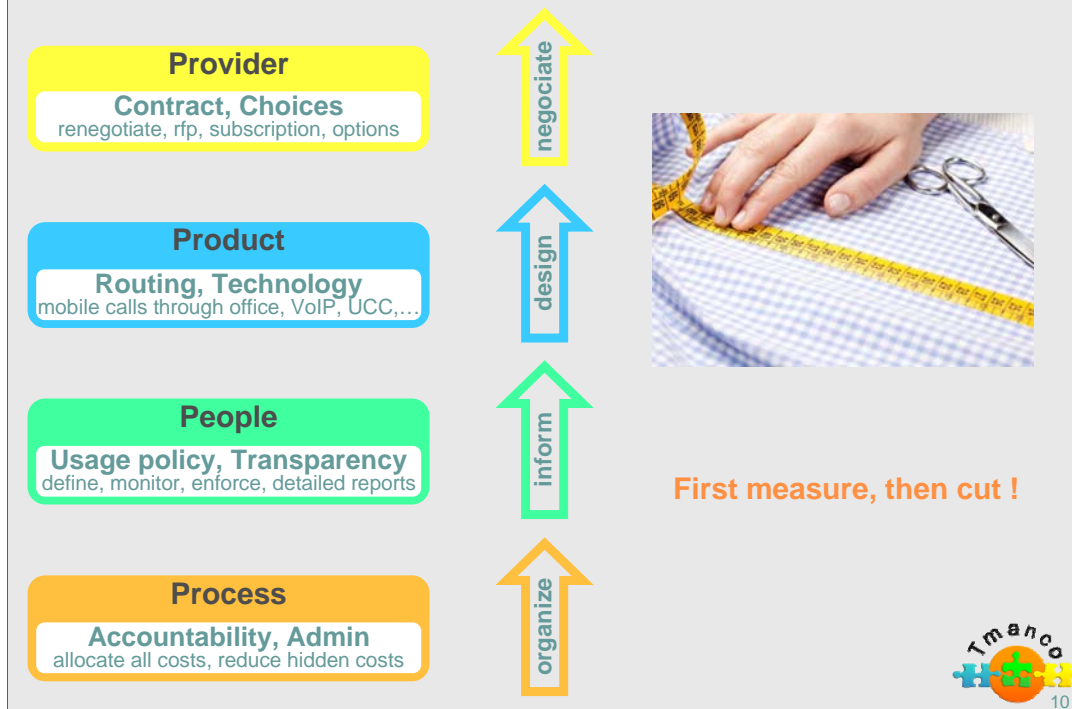 Provider
Contract, Choices
renegotiate, rfp, subscription, options
negociate
Product
Routing, Technology
mobile calls through office, VoIP, UCC,…
design
People
Usage policy, Transparency
define, monitor, enforce, detailed reports
inform
First measure, then cut !
Process
Accountability, Admin
allocate all costs, reduce hidden costs
organize
Tmanco
10